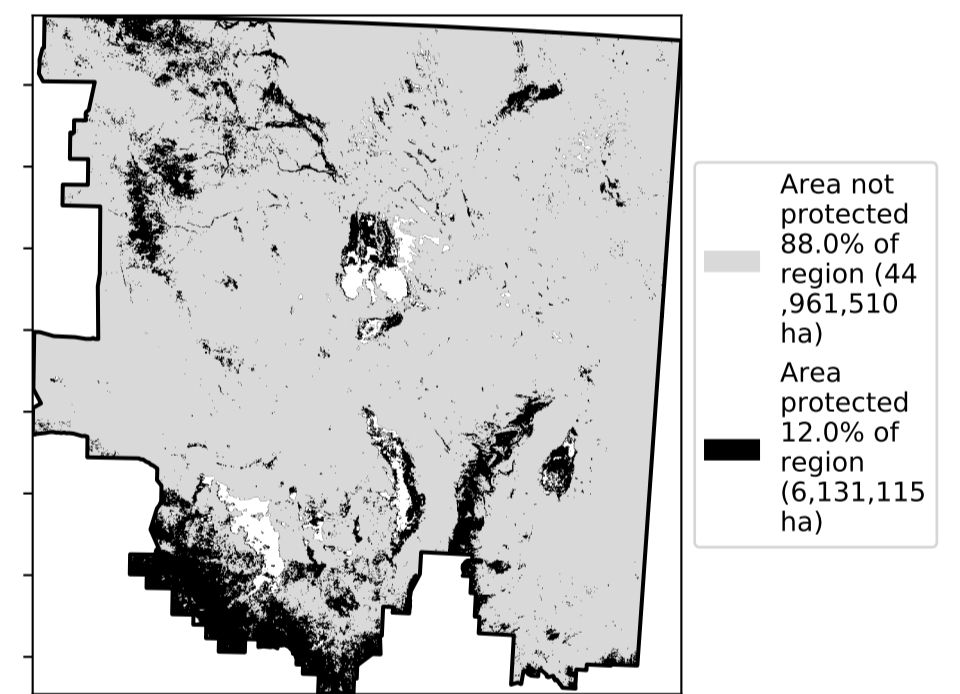 Area not
protected
88.0% of
region (44
,961,510
ha)
Area
protected
12.0% of
region
(6,131,115
ha)